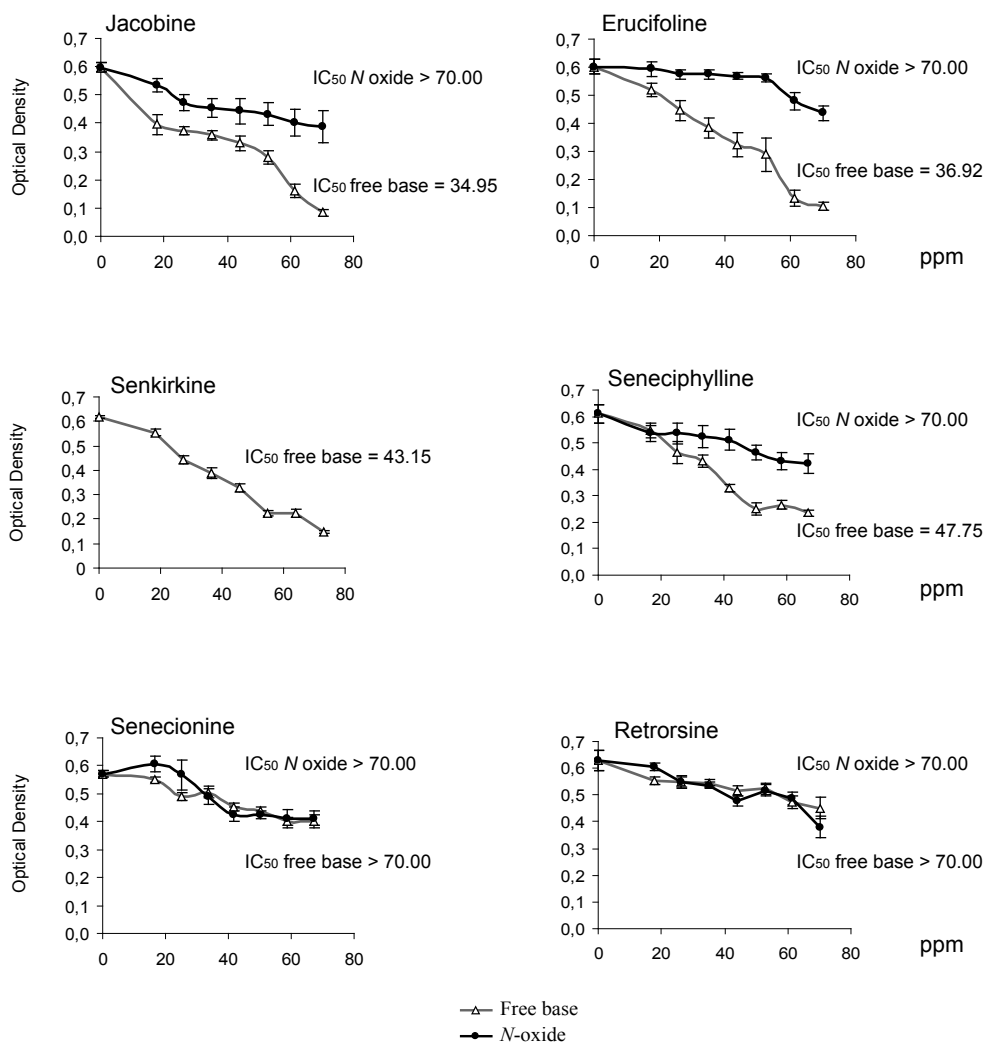 Jacobine
Optical Density
0,7
0,6
0,5
0,4
0,3
0,2
0,1
0,0
0 20 40 60 80
IC50 N oxide > 70.00
IC50 free base = 34.95
Erucifoline
0,7
0,6
0,5
0,4
0,3
0,2
0,1
0,0
0 20 40 60 80
ppm
IC50 N oxide > 70.00
IC50 free base = 36.92
Senkirkine
Optical Density
0,7
0,6
0,5
0,4
0,3
0,2
0,1
0
0 20 40 60 80
IC50 free base = 43.15
Seneciphylline
0,7
0,6
0,5
0,4
0,3
0,2
0,1
0,0
0 20 40 60 80
ppm
IC50 N oxide > 70.00
IC50 free base = 47.75
Senecionine
Optical Density
0,7
0,6
0,5
0,4
0,3
0,2
0,1
0,0
0 20 40 60 80
IC50 N oxide > 70.00
IC50 free base > 70.00
Retrorsine
0,7
0,6
0,5
0,4
0,3
0,2
0,1
0,0
0 20 40 60 80
ppm
IC50 N oxide > 70.00
IC50 free base > 70.00
Free base
N-oxide